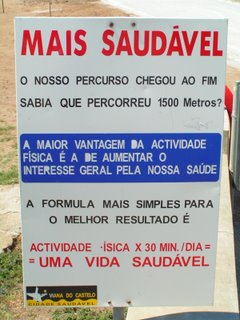 MAIS SAUDÁVEL
O NOSSO PERCURSO CHEGOU AO FIM
SABIA QUE PERCORREU 1500 Metros?
A MAIOR VANTAGEM DA ACTIVIDADE
FÍSICA É A DE AUMENTAR O
INTERESSE GERAL PELA NOSSA SAÚDE
A FORMULA MAIS SIMPLES PARA
O MELHOR RESULTADO É
ACTIVIDADE ·ÍSICA X 30 MIN. / DIA =
= UMA VIDA SAUDÁVEL
VIANA DO CASTELO
CIDADE SAUDÁVEL